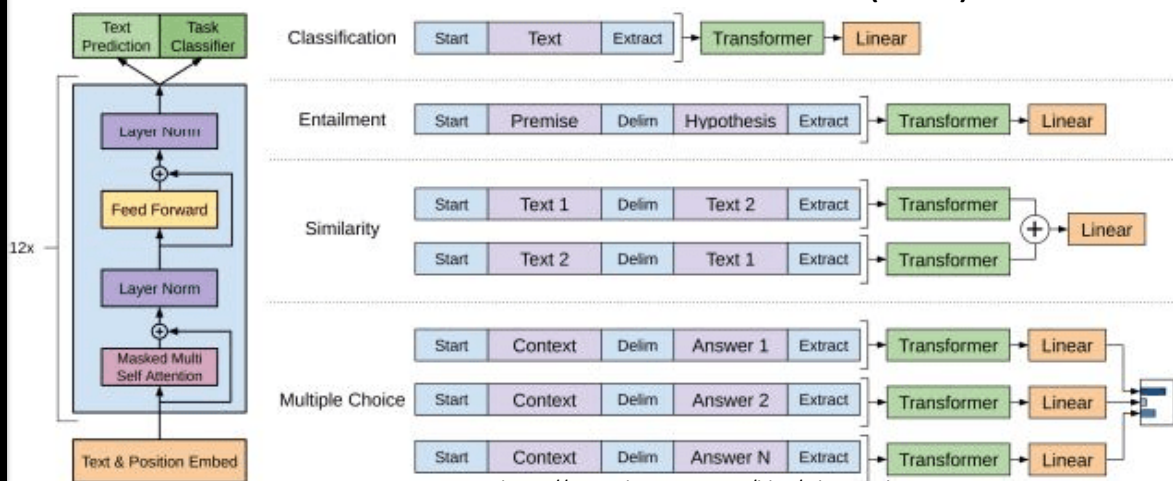 Text
Prediction
Task
Classifier
Layer Norm
Feed Forward
12x
Layer Norm
Masked Multi
Self Attention
Text & Position Embed
Classification Start Text Extract Transformer Linear
Entailment Start Premise Delim Hypothesis Extract Transformer Linear
Similarity
Start Text 1 Delim Text 2 Extract Transformer
Linear
Start Text 2 Delim Text 1 Extract Transformer
Start Context Delim Answer 1 Extract Transformer Linear
Multiple Choice Start Context Delim Answer 2 Extract Transformer Linear
Start Context Delim Answer N Extract Transformer Linear